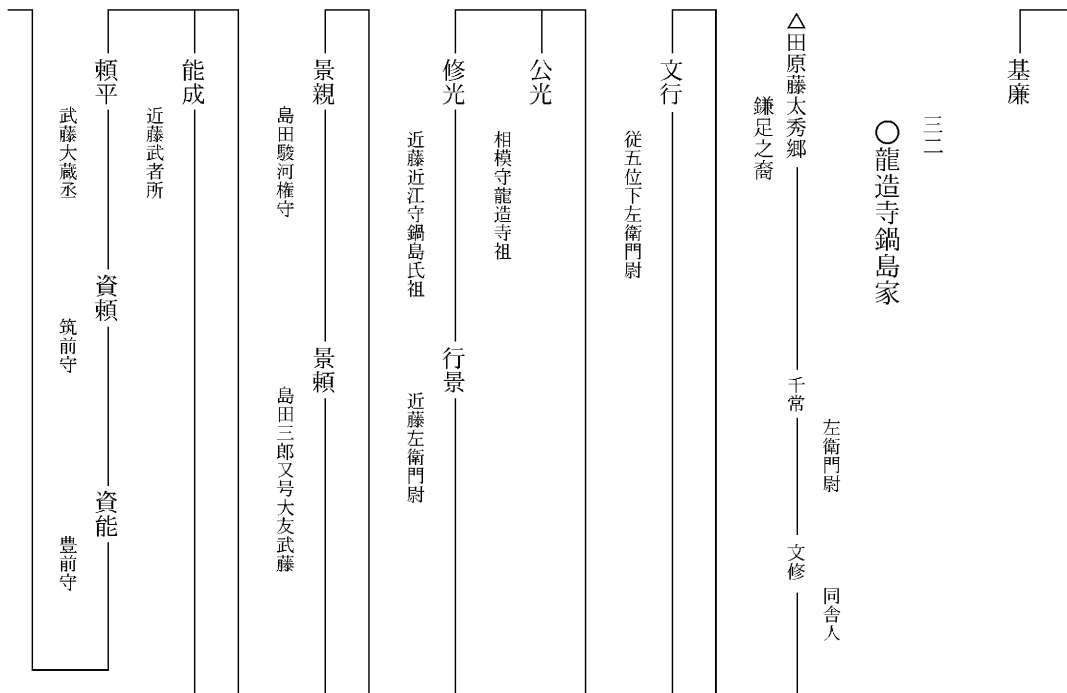 基廉
三二
○龍造寺鍋島家
△田原藤太秀郷
鎌足之裔
千常
左衛門尉
文修
同舎人
文行
従五位下左衛門尉
公光
相模守龍造寺祖
修光
近藤近江守鍋島氏祖
行景
近藤左衛門尉
景親
島田駿河権守
景頼
島田三郎又号大友武藤
能成
近藤武者所
頼平
武藤大蔵丞
資頼
筑前守
資能
豊前守